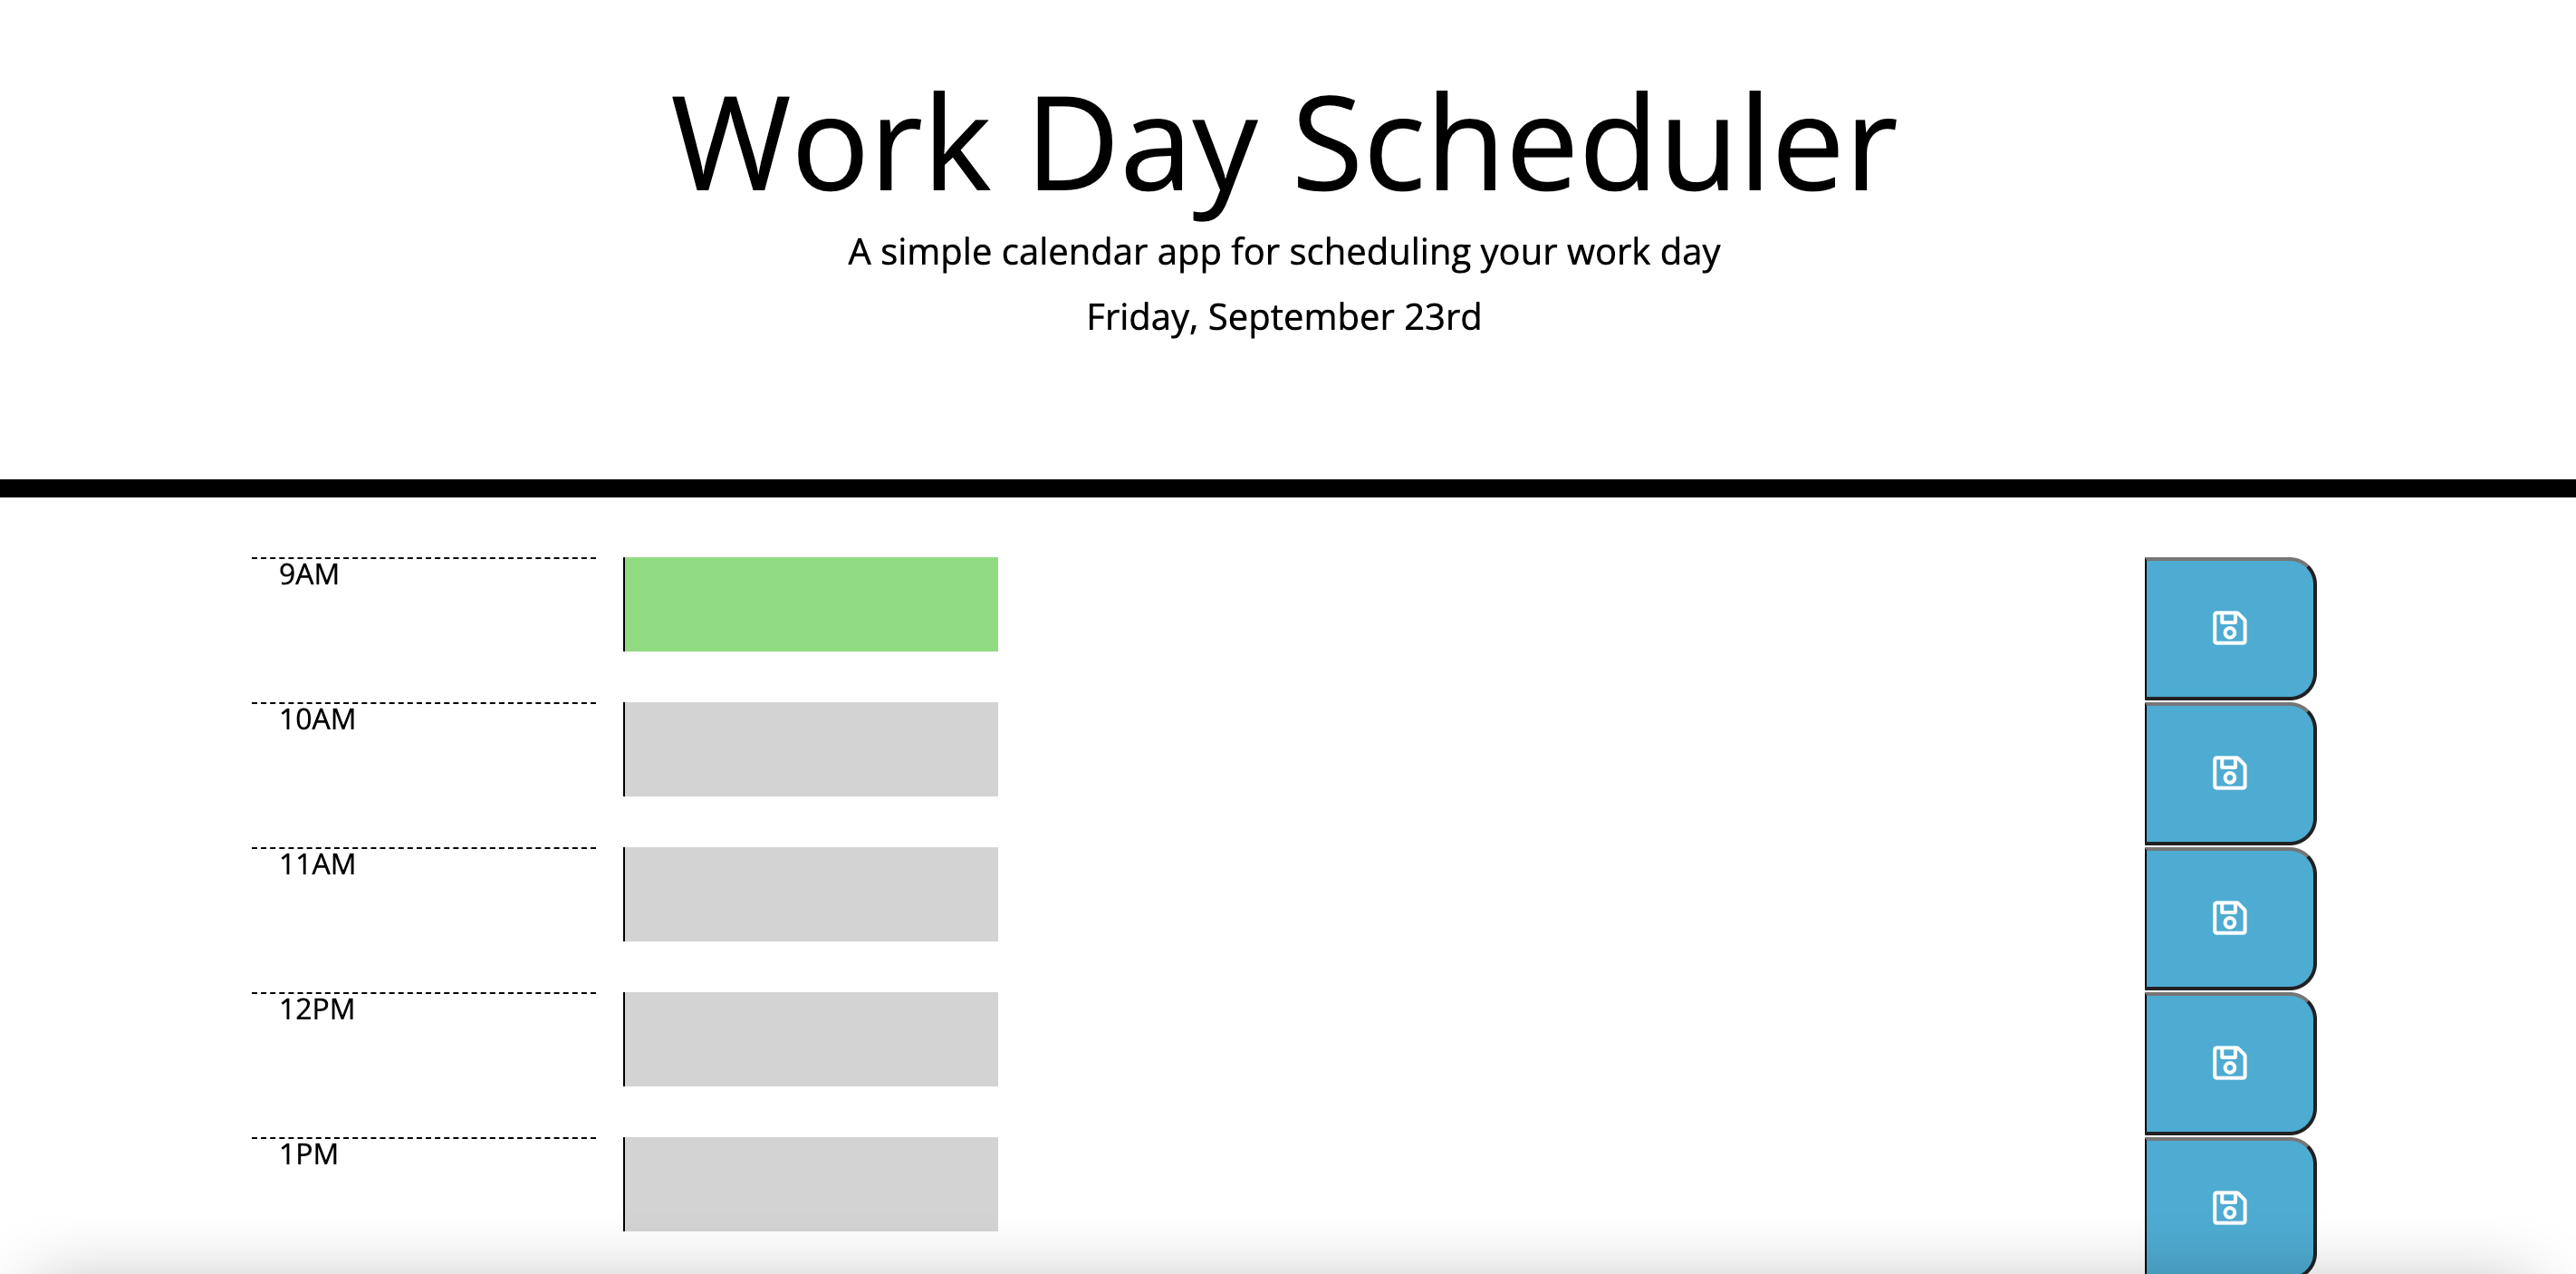 Work Day Scheduler
A simple calendar app for scheduling your work day
Friday, September 23rd
9AM
10AM
11AM
12PM
1PM